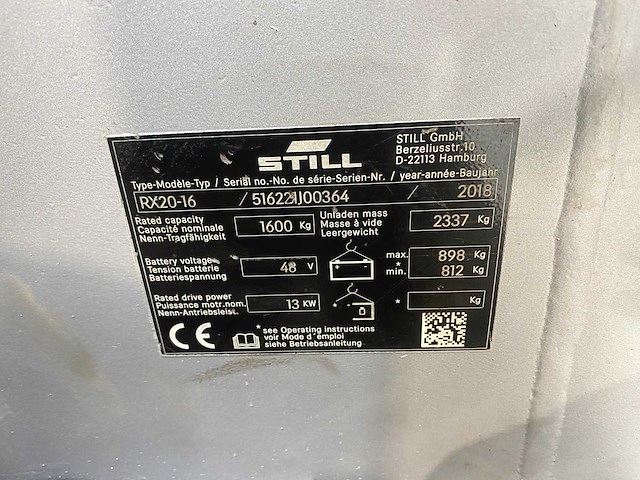 STILL
STILL GmbH
Berzeliusstr.10
D-22113 Hamburg
Type-Modèle-Typ / Serial no.-No. de série-Serien-Nr. / year-année-Baujahr
RX20-16 / 516221J00364 / 2018
Rated capacity
Capacité nominale
Nenn-Tragfähigkeit
1600 Kg
Unladen mass
Masse à vide
Leergewicht
2337 Kg
Battery voltage
Tension batterie
Batteriespannung
48 V
max. 898 Kg
*
min. 812 Kg
Rated drive power
Puissance motr.nom.
Nenn-Antriebsleist.
13 KW
* Kg
CE
*see Operating instructions
voir Mode d'emploi
siehe Betriebsanleitung